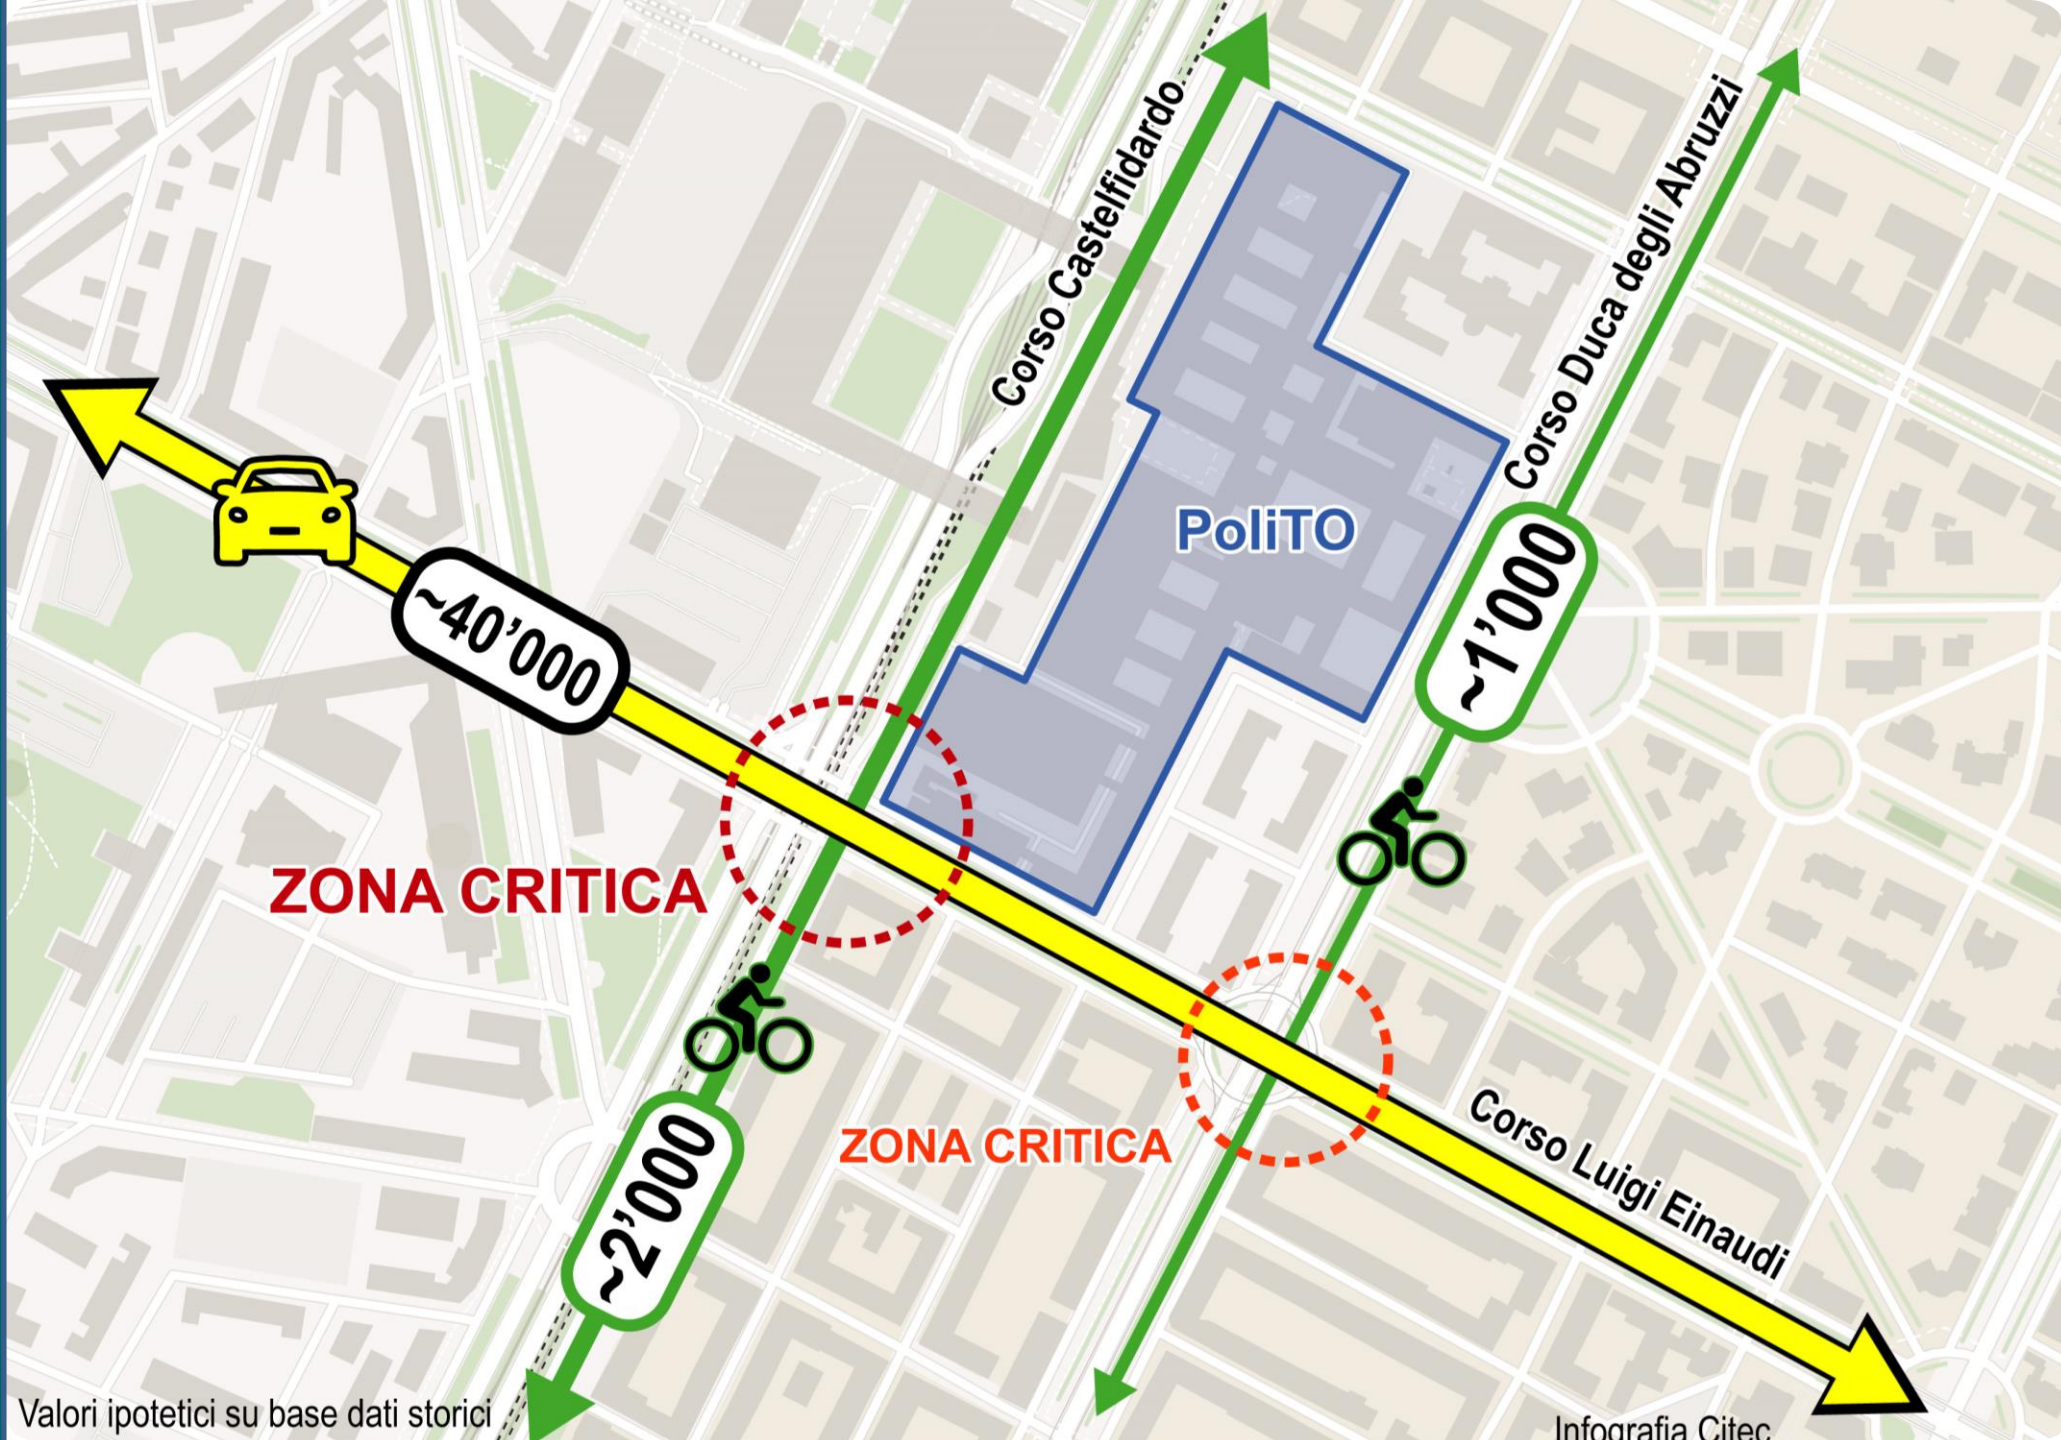 Corso Castelfidardo
Corso Duca degli Abruzzi
PoliTO
~1’000
~40’000
ZONA CRITICA
ZONA CRITICA
~2’000
Corso Luigi Einaudi
Valori ipotetici su base dati storici
Infografia Citec